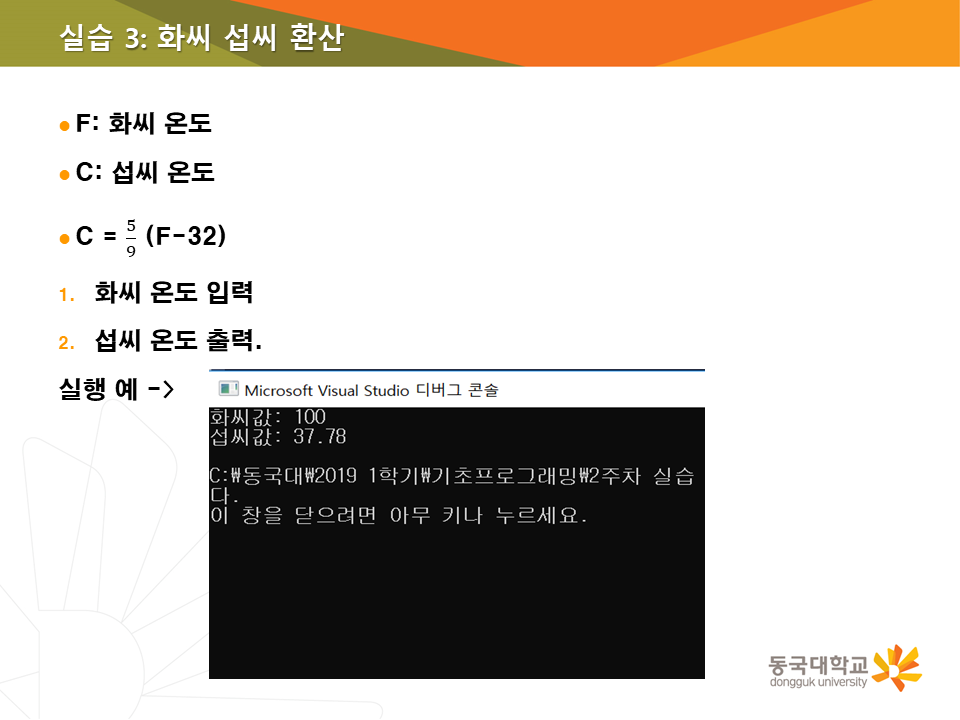 실습 3: 화씨 섭씨 환산
F: 화씨 온도
C: 섭씨 온도
C = 5/9 (F-32)
1. 화씨 온도 입력
2. 섭씨 온도 출력.
실행 예 ->
Microsoft Visual Studio 디버그 콘솔
화씨값: 100
섭씨값: 37.78
C:₩동국대₩2019 1학기₩기초프로그래밍₩2주차 실습
다.
이 창을 닫으려면 아무 키나 누르세요.
동국대학교
dongguk university